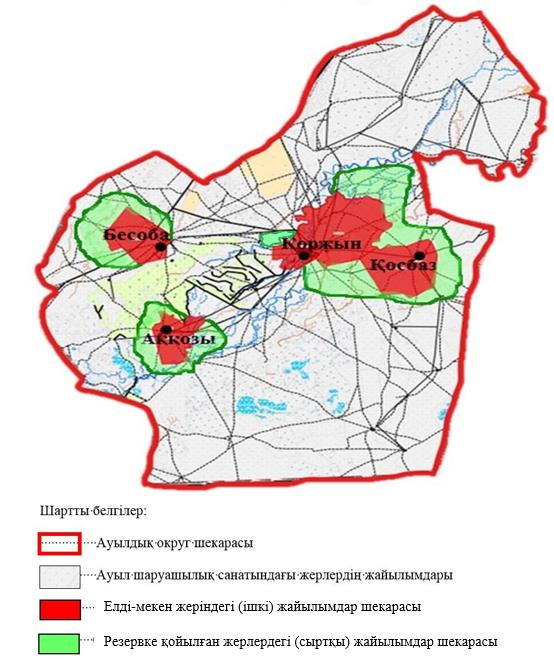 Бесоба
Қоржын
Қосбаз
Аққозы
Шартты белгілер:
Ауылдық округ шекарасы
Ауыл шаруашылық санатындағы жерлердің жайылымдары
Елді-мекен жеріндегі (ішкі) жайылымдар шекарасы
Резервке қойылған жерлердегі (сыртқы) жайылымдар шекарасы